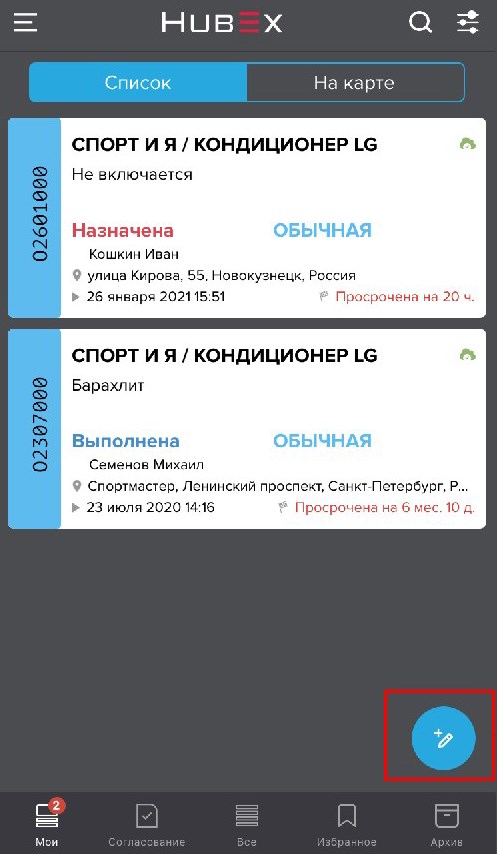 HUBEX
Список
На карте
O2601000
СПОРТ И Я / КОНДИЦИОНЕР LG
Не включается
Назначена ОБЫЧНАЯ
Кошкин Иван
улица Кирова, 55, Новокузнецк, Россия
26 января 2021 15:51 Просрочена на 20 ч.
O2307000
СПОРТ И Я / КОНДИЦИОНЕР LG
Барахлит
Выполнена ОБЫЧНАЯ
Семенов Михаил
Спортмастер, Ленинский проспект, Санкт-Петербург, Р...
23 июля 2020 14:16 Просрочена на 6 мес. 10 д.
2
Мои Согласование Все Избранное Архив